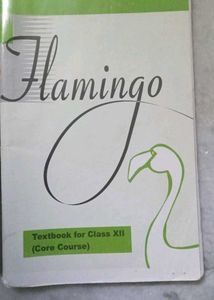 Flamingo
Textbook for Class XII
(Core Course)